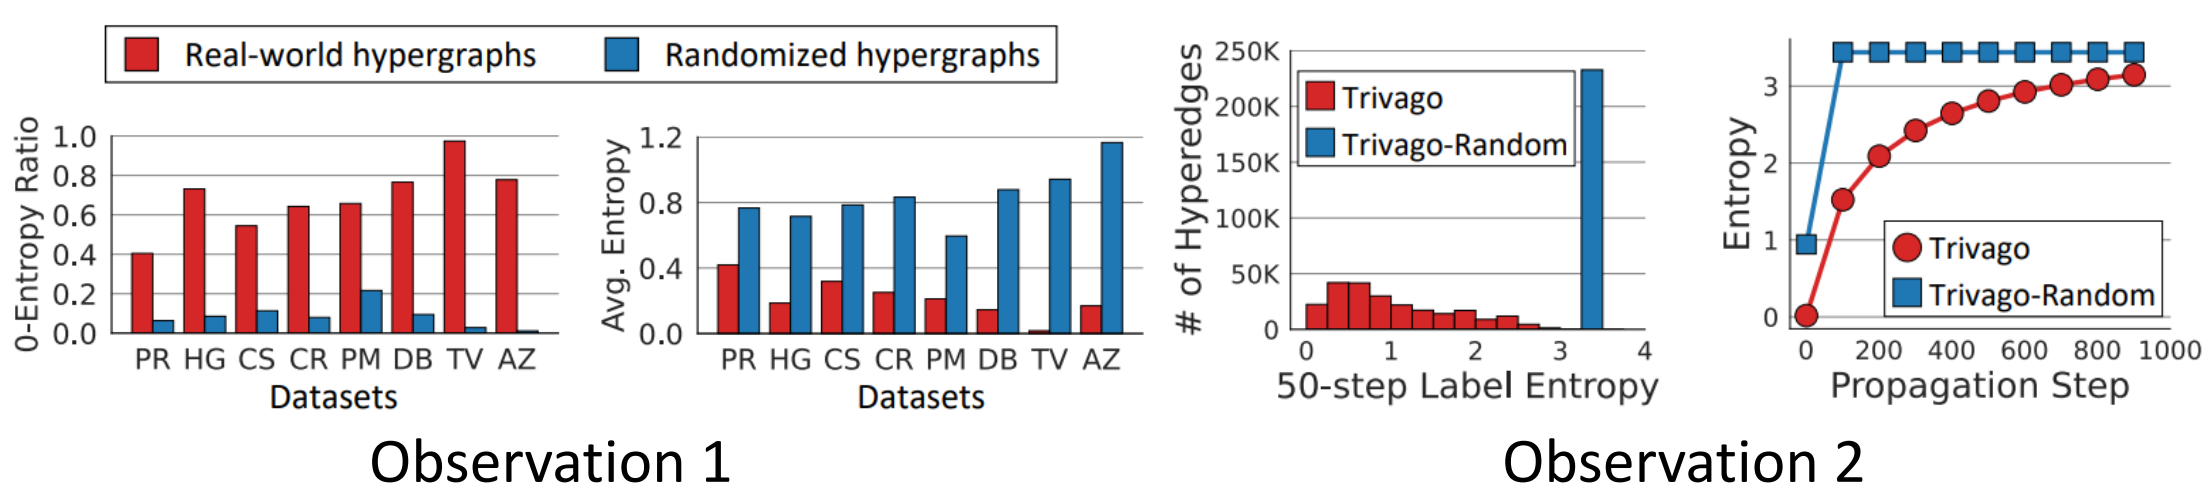 Real-world hypergraphs
Randomized hypergraphs
0-Entropy Ratio
1.0
0.8
0.6
0.4
0.2
0.0
PR HG CS CR PM DB TV AZ
Datasets
Avg. Entropy
1.2
0.8
0.4
0.0
PR HG CS CR PM DB TV AZ
Datasets
Observation 1
# of Hyperedges
250K
200K
150K
100K
50K
0
Trivago
Trivago-Random
0 1 2 3 4
50-step Label Entropy
Entropy
3
2
1
0
Trivago
Trivago-Random
0 200 400 600 800 1000
Propagation Step
Observation 2